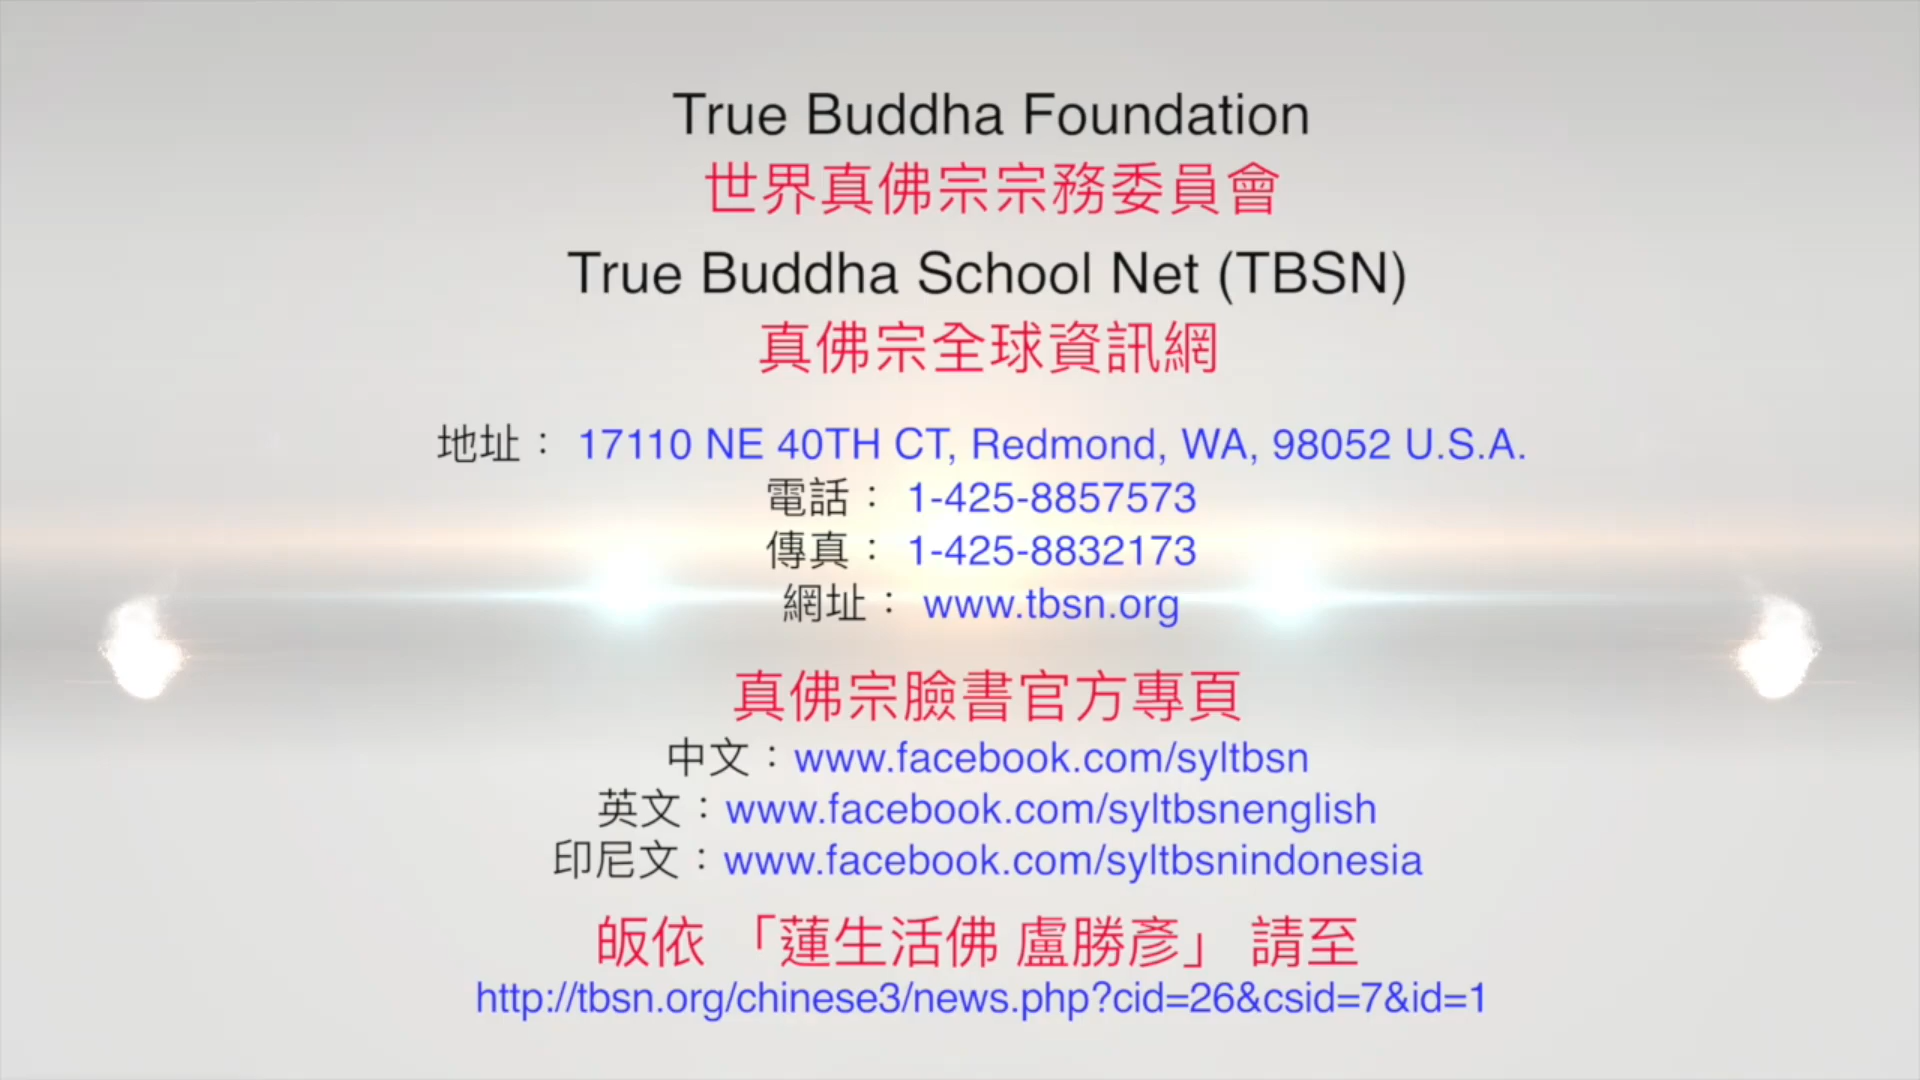 True Buddha Foundation
世界真佛宗宗務委員會
True Buddha School Net (TBSN)
真佛宗全球資訊網
地址： 17110 NE 40TH CT, Redmond, WA, 98052 U.S.A.
電話： 1-425-8857573
傳真： 1-425-8832173
網址： www.tbsn.org
真佛宗臉書官方專頁
中文：www.facebook.com/syltbsn
英文：www.facebook.com/syltbsnenglish
印尼文：www.facebook.com/syltbsnindonesia
皈依 「蓮生活佛 盧勝彥」 請至
http://tbsn.org/chinese3/news.php?cid=26&csid=7&id=1